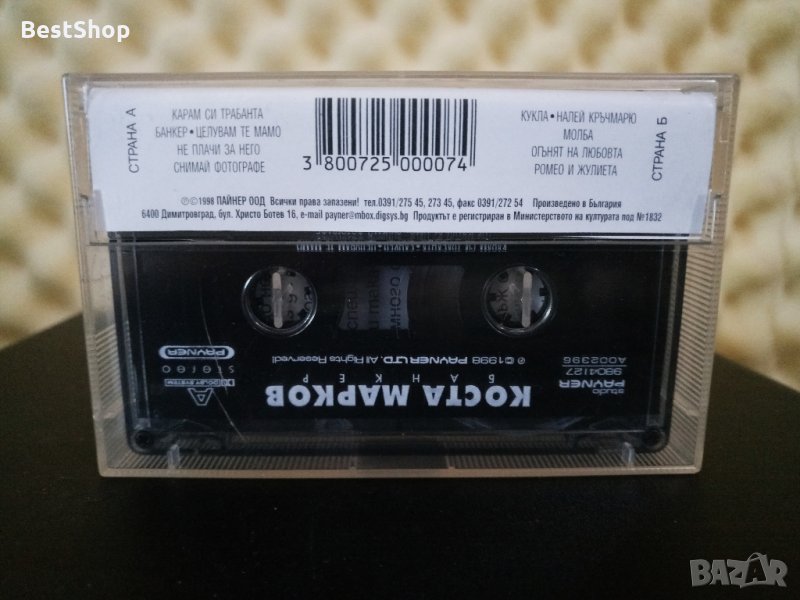 BestShop
СТРАНА А
КАРАМ СИ ТРАБАНТА
БАНКЕР • ЦЕЛУВАМ ТЕ МАМО
НЕ ПЛАЧИ ЗА НЕГО
СНИМАЙ ФОТОГРАФЕ
3 800725 000074
КУКЛА • НАЛЕЙ КРЪЧМАРЮ
МОЛБА
ОГЪНЯТ НА ЛЮБОВТА
РОМЕО И ЖУЛИЕТА
СТРАНА Б
℗©1998 ПАЙНЕР ООД Всички права запазени! тел.0391/275 45, 273 45, факс 0391/272 54 Произведено в България
6400 Димитровград, бул. Христо Ботев 16, e-mail payner@mbox.digsys.bg Продуктът е регистриран в Министерството на културата под №1832
КОСТА МАРКОВ
БАНКЕР
℗©1998 PAYNER LTD. All Rights Reserved!
studio
PAYNER
9804127
A002396
A
DOLBY SYSTEM
stereo
PAYNER
BAZAR